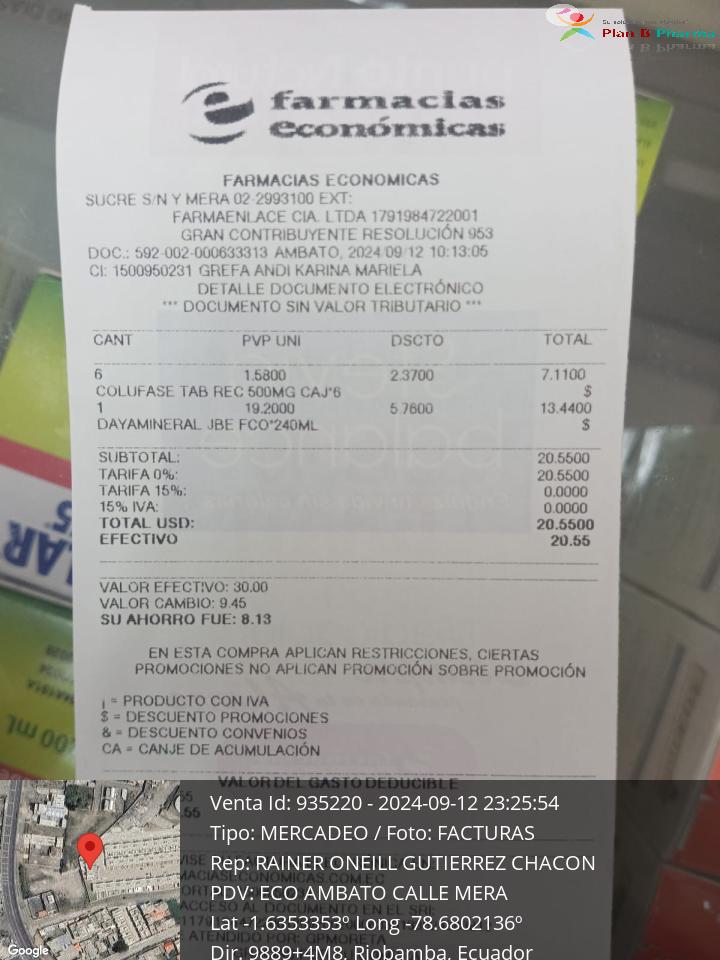 Plan B Pharma
farmacias
económicas
FARMACIAS ECONOMICAS
SUCRE S/N Y MERA 02-2993100 EXT:
FARMAENLACE CIA. LTDA 1791984722001
GRAN CONTRIBUYENTE RESOLUCIÓN 953
DOC.: 592-002-000633313 AMBATO, 2024/09/12 10:13:05
CI: 1500950231 GREFA ANDI KARINA MARIELA
DETALLE DOCUMENTO ELECTRÓNICO
*** DOCUMENTO SIN VALOR TRIBUTARIO ***
CANT PVP UNI DSCTO TOTAL
6 1.5800 2.3700 7.1100
COLUFASE TAB REC 500MG CAJ*6 $
1 19.2000 5.7600 13.4400
DAYAMINERAL JBE FCO*240ML $
SUBTOTAL: 20.5500
TARIFA 0%: 20.5500
TARIFA 15%: 0.0000
15% IVA: 0.0000
TOTAL USD: 20.5500
EFECTIVO 20.55
VALOR EFECTIVO: 30.00
VALOR CAMBIO: 9.45
SU AHORRO FUE: 8.13
EN ESTA COMPRA APLICAN RESTRICCIONES, CIERTAS
PROMOCIONES NO APLICAN PROMOCIÓN SOBRE PROMOCIÓN
¡ = PRODUCTO CON IVA
$ = DESCUENTO PROMOCIONES
& = DESCUENTO CONVENIOS
CA = CANJE DE ACUMULACIÓN
VALOR DEL GASTO DEDUCIBLE
Venta Id: 935220 - 2024-09-12 23:25:54
Tipo: MERCADEO / Foto: FACTURAS
Rep: RAINER ONEILL GUTIERREZ CHACON
PDV: ECO AMBATO CALLE MERA
Lat -1.6353353º Long -78.6802136º
Dir. 9889+4M8, Riobamba, Ecuador
Google